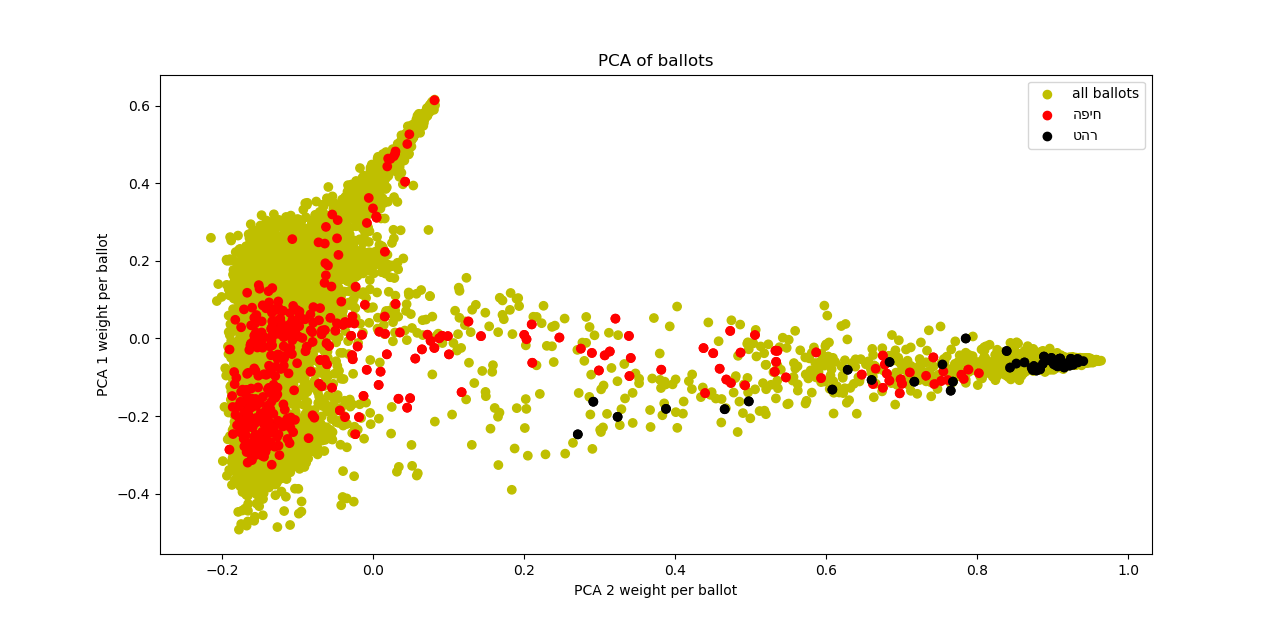 PCA of ballots
all ballots
חיפה
רהט
PCA 1 weight per ballot
0.6
0.4
0.2
0.0
−0.2
−0.4
−0.2 0.0 0.2 0.4 0.6 0.8 1.0
PCA 2 weight per ballot